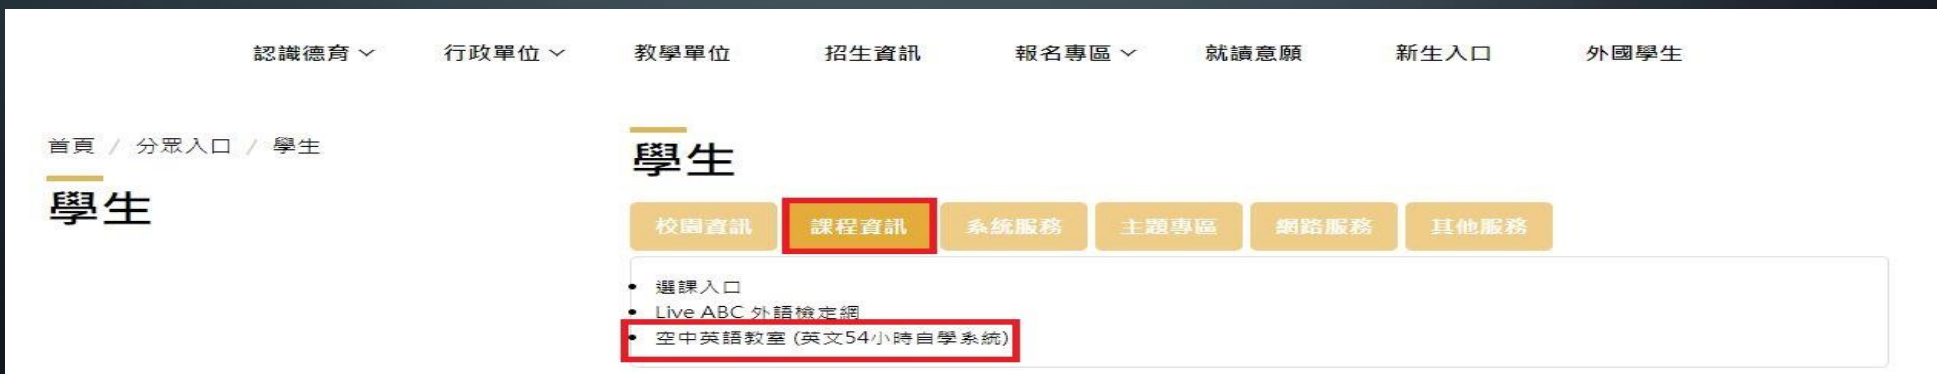 認識德育 行政單位 教學單位 招生資訊 報名專區 就讀意願 新生入口 外國學生
首頁 / 分眾入口 / 學生
學生
學生
校園資訊 課程資訊 系統服務 主題專區 網路服務 其他服務
• 選課入口
• Live ABC 外語檢定網
• 空中英語教室 (英文54小時自學系統)